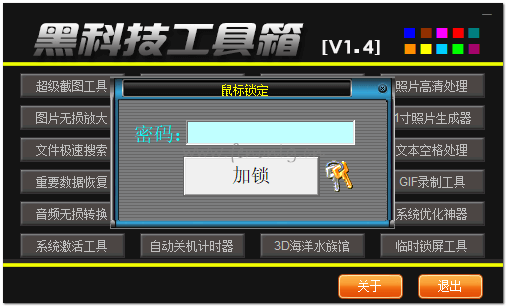 黑科技工具箱 [V1.4]
超级截图工具 照片高清处理
鼠标锁定
图片无损放大 1寸照片生成器
密码:
文件极速搜索 文本空格处理
加锁
重要数据恢复 GIF录制工具
音频无损转换 系统优化神器
系统激活工具 自动关机计时器 3D海洋水族馆 临时锁屏工具
关于 退出